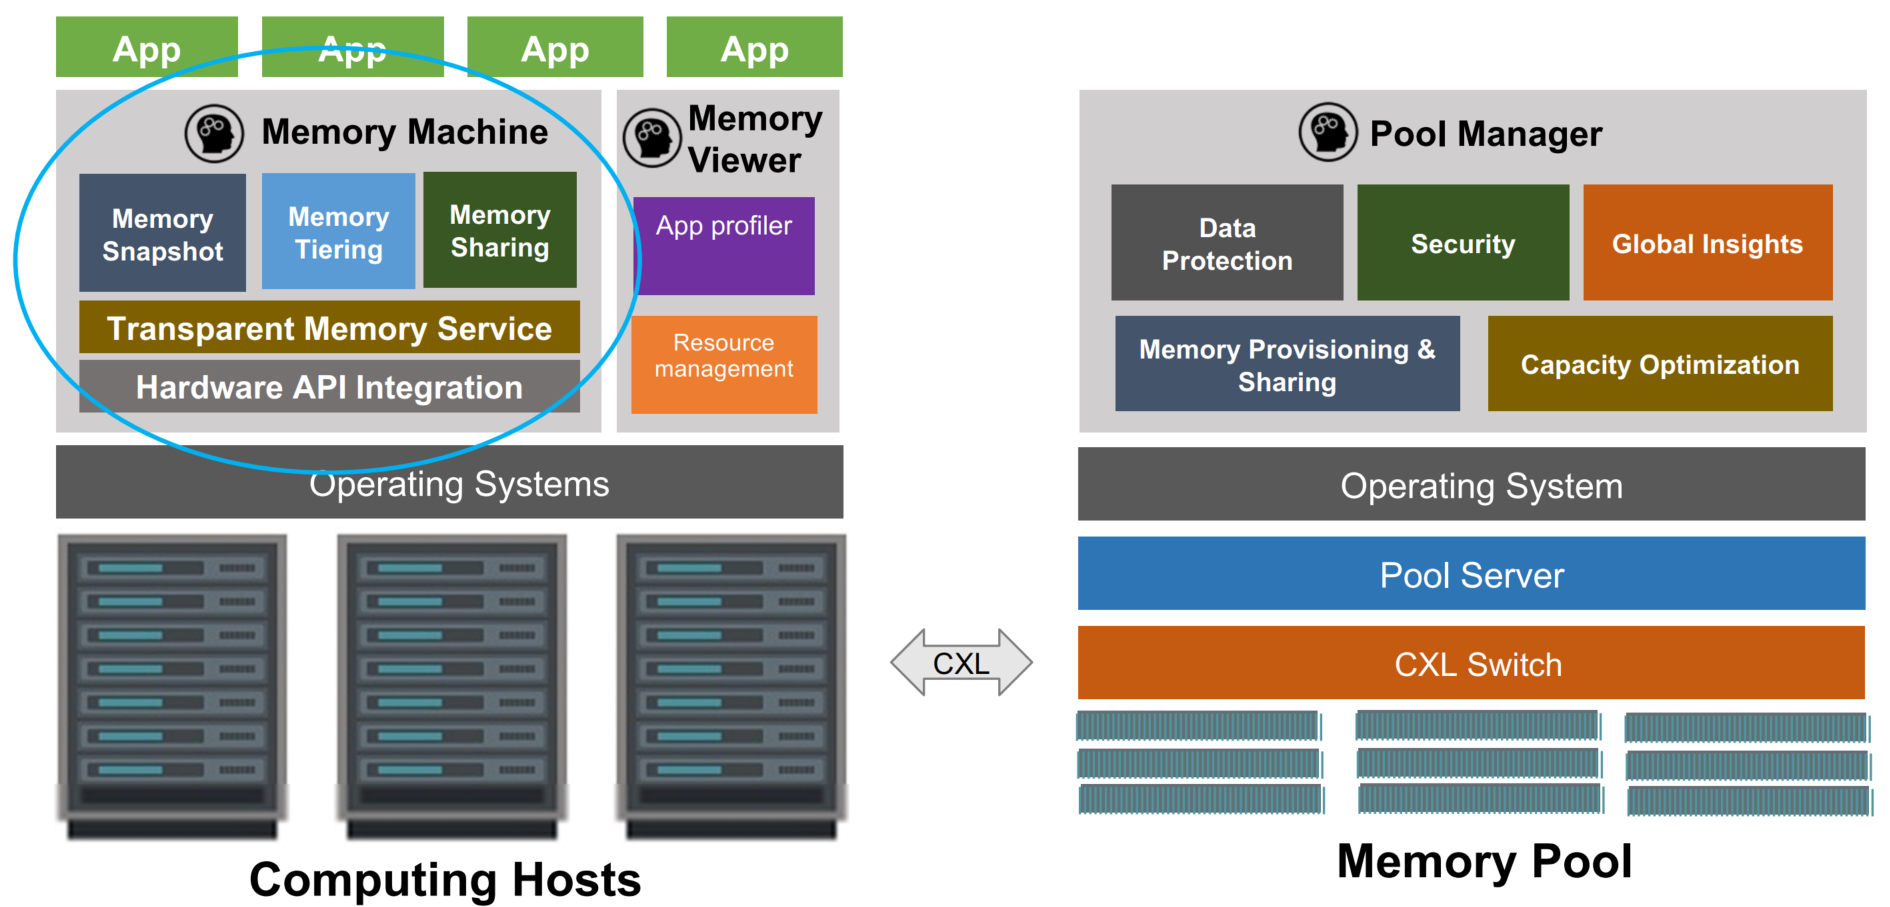 App
App
App
App
Memory Machine
Memory
Snapshot
Memory
Tiering
Memory
Sharing
Transparent Memory Service
Hardware API Integration
Memory
Viewer
App profiler
Resource
management
Operating Systems
Computing Hosts
CXL
Pool Manager
Data
Protection
Security
Global Insights
Memory Provisioning &
Sharing
Capacity Optimization
Operating System
Pool Server
CXL Switch
Memory Pool